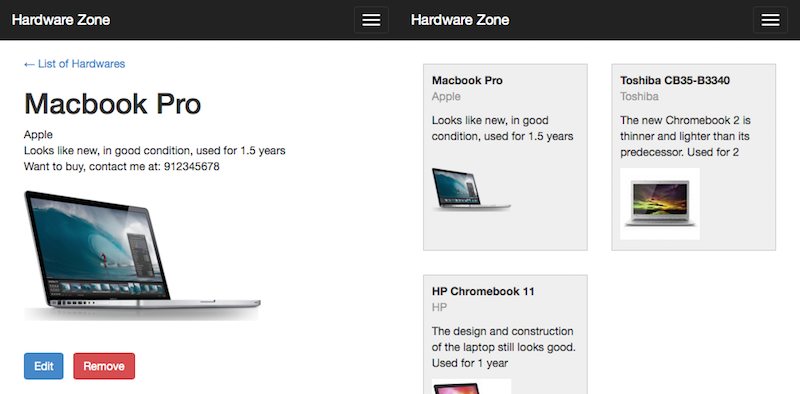 Hardware Zone
← List of Hardwares
Macbook Pro
Apple
Looks like new, in good condition, used for 1.5 years
Want to buy, contact me at: 912345678
Edit
Remove
Hardware Zone
Macbook Pro
Apple
Looks like new, in good
condition, used for 1.5 years
Toshiba CB35-B3340
Toshiba
The new Chromebook 2 is
thinner and lighter than its
predecessor. Used for 2
HP Chromebook 11
HP
The design and construction
of the laptop still looks good.
Used for 1 year